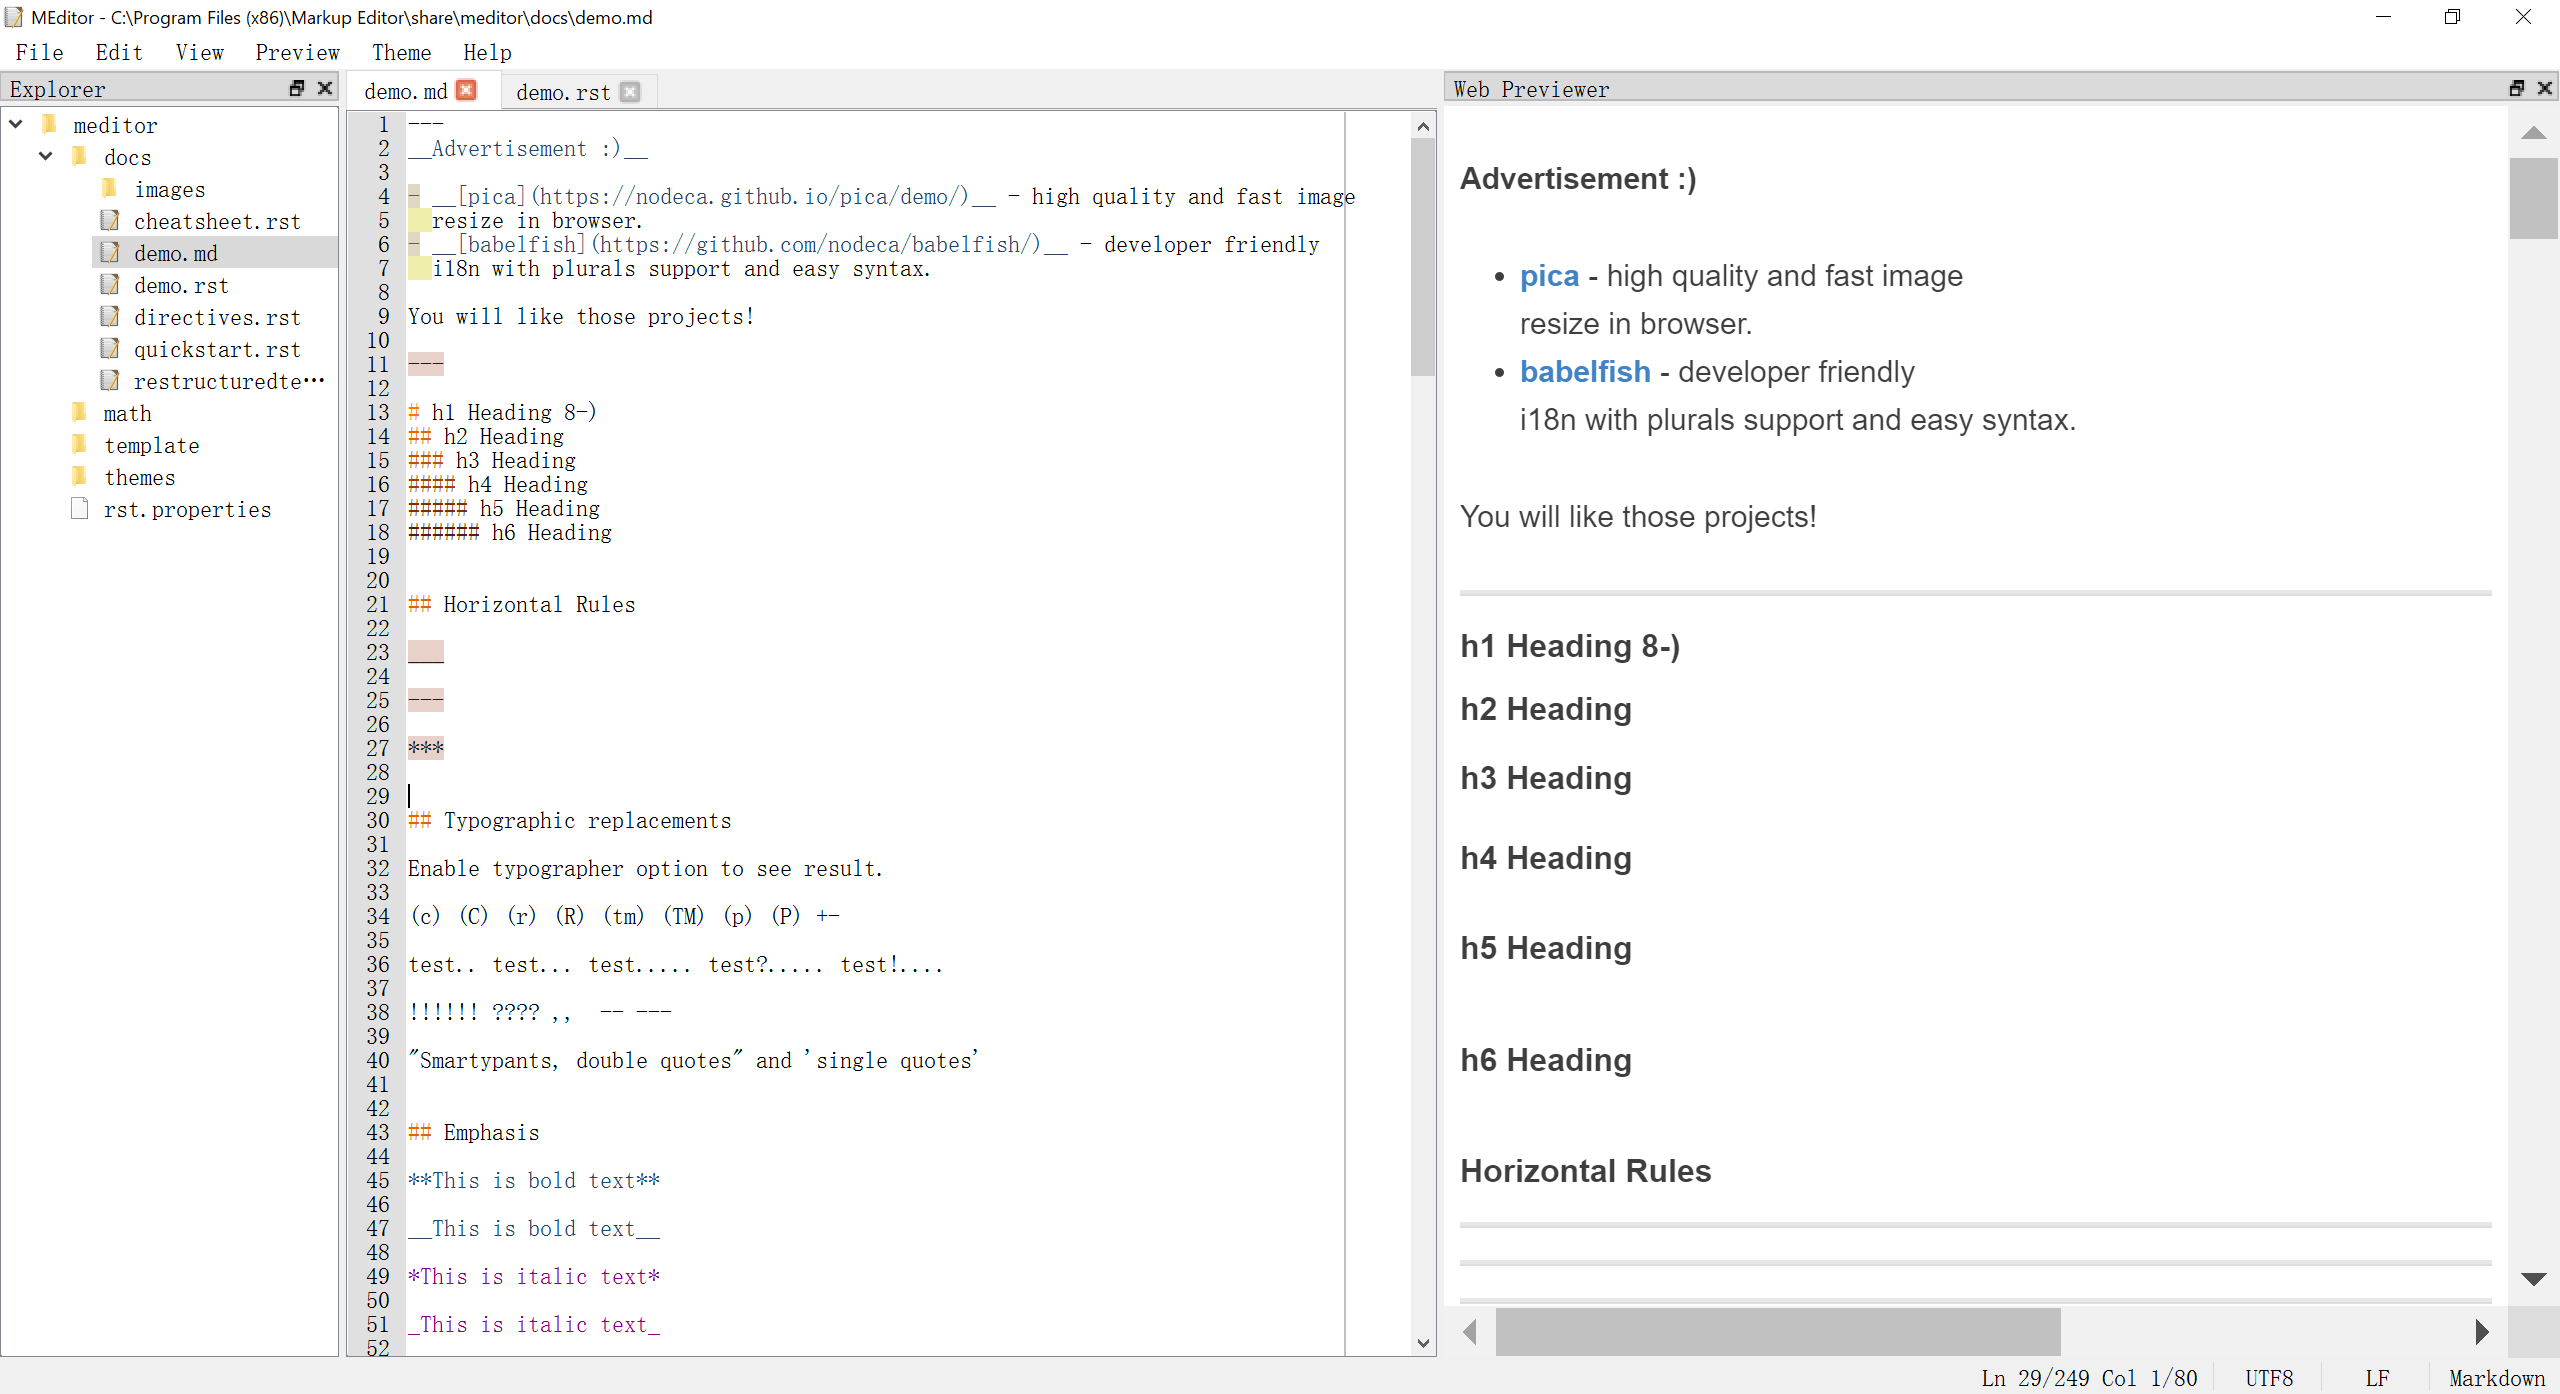 MEditor - C:\Program Files (x86)\Markup Editor\share\meditor\docs\demo.md
File Edit View Preview Theme Help
Explorer
meditor
docs
images
cheatsheet.rst
demo.md
demo.rst
directives.rst
quickstart.rst
restructuredte…
math
template
themes
rst.properties
demo.md demo.rst
1 ---
2 __Advertisement :)__
3
4 - __[pica](https://nodeca.github.io/pica/demo/)__ - high quality and fast image
5 resize in browser.
6 - __[babelfish](https://github.com/nodeca/babelfish/)__ - developer friendly
7 i18n with plurals support and easy syntax.
8
9 You will like those projects!
10
11 ---
12
13 # h1 Heading 8-)
14 ## h2 Heading
15 ### h3 Heading
16 #### h4 Heading
17 ##### h5 Heading
18 ###### h6 Heading
19
20
21 ## Horizontal Rules
22
23 ___
24
25 ---
26
27 ***
28
29
30 ## Typographic replacements
31
32 Enable typographer option to see result.
33
34 (c) (C) (r) (R) (tm) (TM) (p) (P) +-
35
36 test.. test... test..... test?..... test!....
37
38 !!!!!! ???? ,,  -- ---
39
40 "Smartypants, double quotes" and 'single quotes'
41
42
43 ## Emphasis
44
45 **This is bold text**
46
47 __This is bold text__
48
49 *This is italic text*
50
51 _This is italic text_
52
Web Previewer
Advertisement :)
• pica - high quality and fast image
resize in browser.
• babelfish - developer friendly
i18n with plurals support and easy syntax.
You will like those projects!
h1 Heading 8-)
h2 Heading
h3 Heading
h4 Heading
h5 Heading
h6 Heading
Horizontal Rules
Ln 29/249 Col 1/80 UTF8 LF Markdown